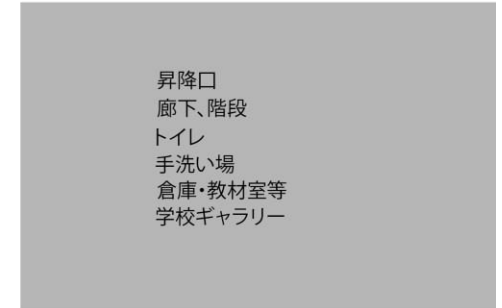 昇降口
廊下、階段
トイレ
手洗い場
倉庫・教材室等
学校ギャラリー